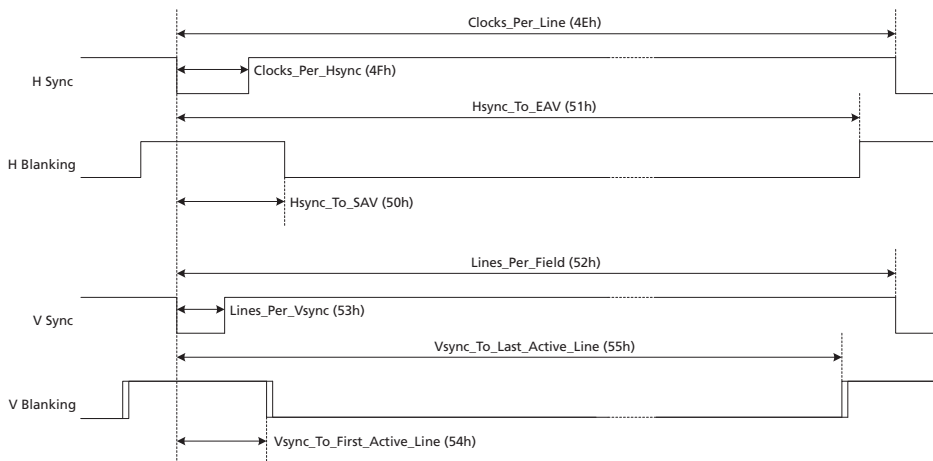 Clocks_Per_Line (4Eh)
Clocks_Per_Hsync (4Fh)
H Sync
Hsync_To_EAV (51h)
H Blanking
Hsync_To_SAV (50h)
Lines_Per_Field (52h)
Lines_Per_Vsync (53h)
V Sync
Vsync_To_Last_Active_Line (55h)
V Blanking
Vsync_To_First_Active_Line (54h)